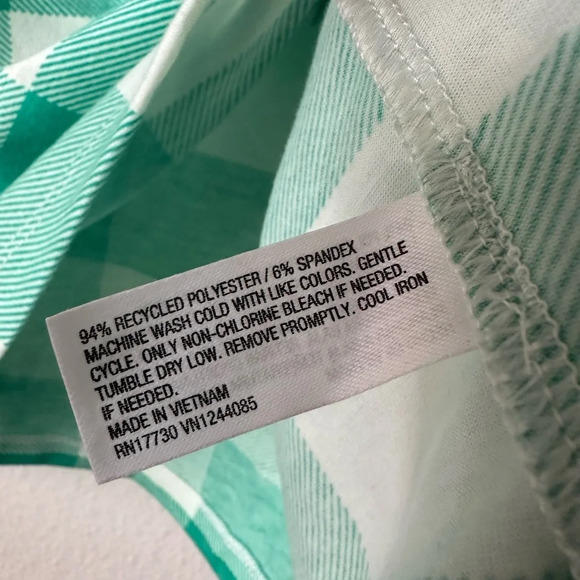 94% RECYCLED POLYESTER / 6% SPANDEX
MACHINE WASH COLD WITH LIKE COLORS. GENTLE
CYCLE. ONLY NON-CHLORINE BLEACH IF NEEDED.
TUMBLE DRY LOW. REMOVE PROMPTLY. COOL IRON
IF NEEDED.
MADE IN VIETNAM
RN17730 VN1244085